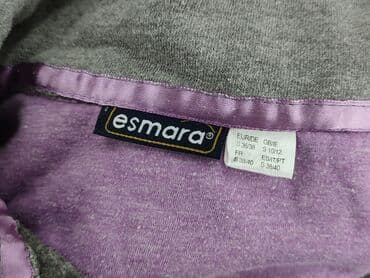 esmara®
EUR/DE GB/IE
S 36/38 S 10/12
FR ES/IT/PT
S 38/40 S 38/40